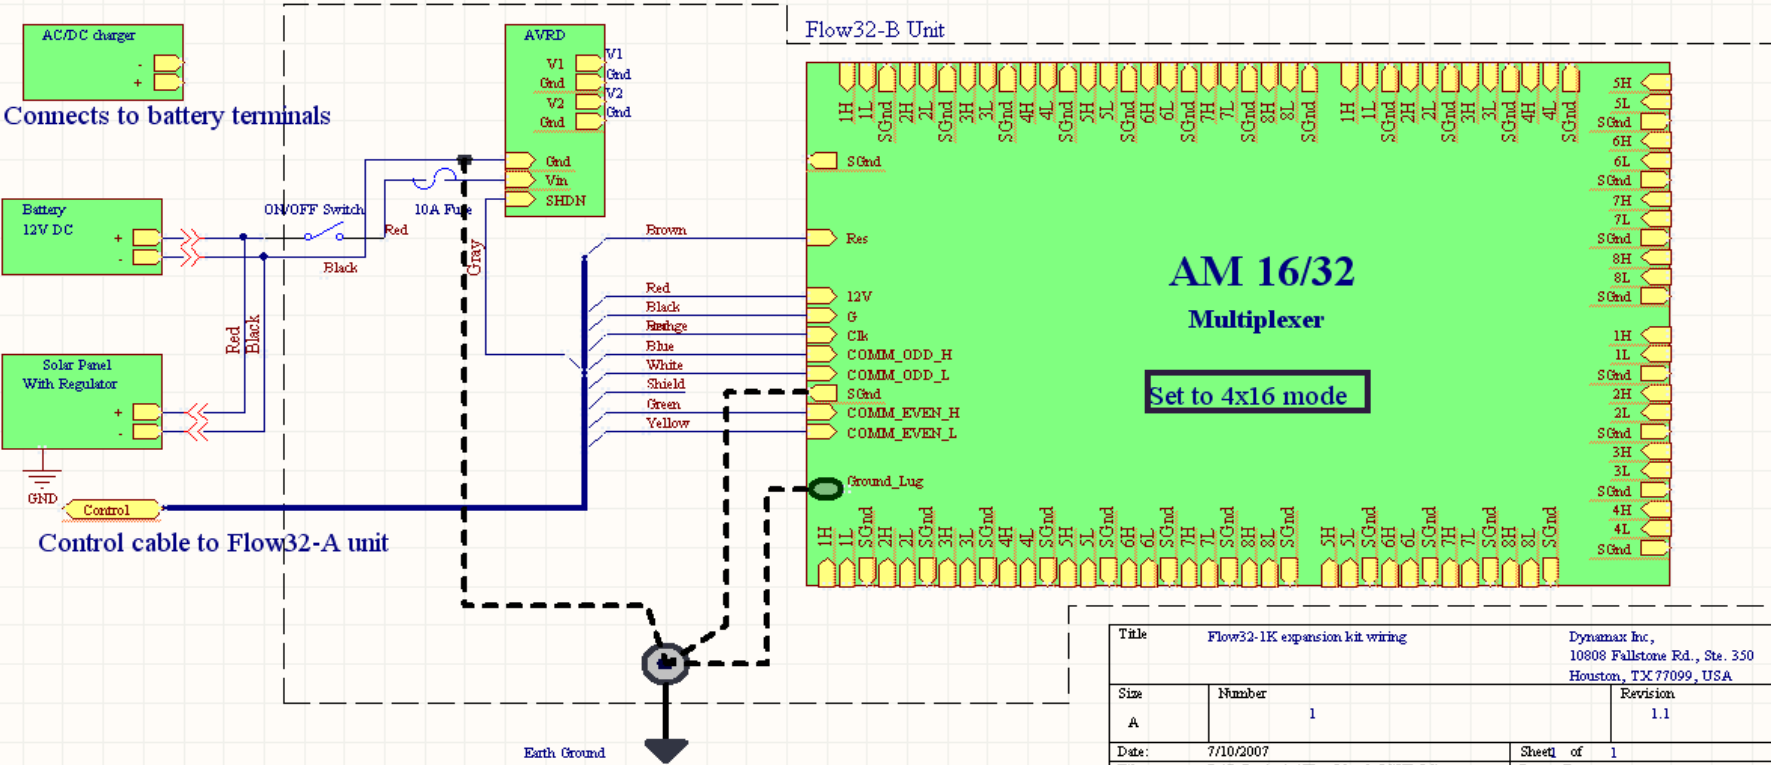 AC/DC charger
-
+
Connects to battery terminals
AVRD
V1
Gnd
V2
Gnd
V1
Gnd
V2
Gnd
Gnd
Vin
SHDN
Battery
12V DC
+
-
ON/OFF Switch
10A Fuse
Red
Black
Gray
Red
Black
Solar Panel
With Regulator
+
-
GND
Control
Control cable to Flow32-A unit
Brown
Red
Black
Blue
White
Shield
Green
Yellow
Flow32-B Unit
1H 1L SGnd 2H 2L SGnd 3H 3L SGnd 4H 4L SGnd 5H 5L SGnd 6H 6L SGnd 7H 7L SGnd 8H 8L SGnd
1H 1L SGnd 2H 2L SGnd 3H 3L SGnd 4H 4L SGnd
SGnd
Res
12V
G
Clk
COMM_ODD_H
COMM_ODD_L
SGnd
COMM_EVEN_H
COMM_EVEN_L
Ground_Lug
AM 16/32
Multiplexer
Set to 4x16 mode
5H
5L
SGnd
6H
6L
SGnd
7H
7L
SGnd
8H
8L
SGnd
1H
1L
SGnd
2H
2L
SGnd
3H
3L
SGnd
4H
4L
SGnd
1H 1L SGnd 2H 2L SGnd 3H 3L SGnd 4H 4L SGnd 5H 5L SGnd 6H 6L SGnd 7H 7L SGnd 8H 8L SGnd
5H 5L SGnd 6H 6L SGnd 7H 7L SGnd 8H 8L SGnd
Earth Ground
Title
Flow32-1K expansion kit wiring
Dynamax Inc,
10808 Fallstone Rd., Ste. 350
Houston, TX 77099, USA
Size
A
Number
1
Revision
1.1
Date: 7/10/2007
Sheet1 of 1